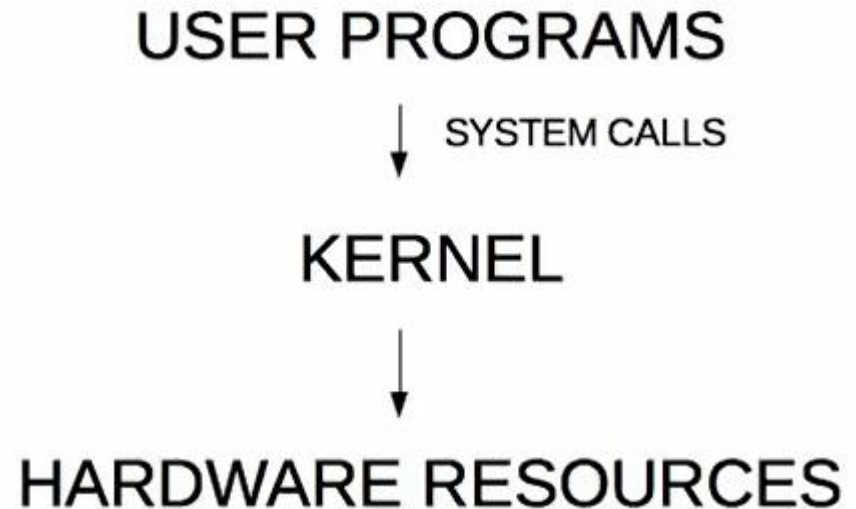 USER PROGRAMS
SYSTEM CALLS
KERNEL
HARDWARE RESOURCES